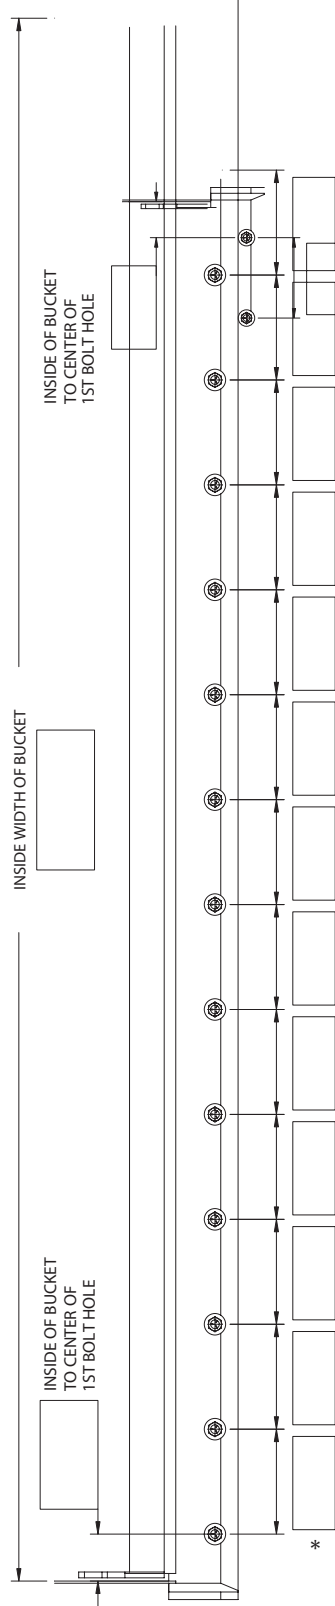 INSIDE OF BUCKET
TO CENTER OF
1ST BOLT HOLE
INSIDE WIDTH OF BUCKET
INSIDE OF BUCKET
TO CENTER OF
1ST BOLT HOLE
*